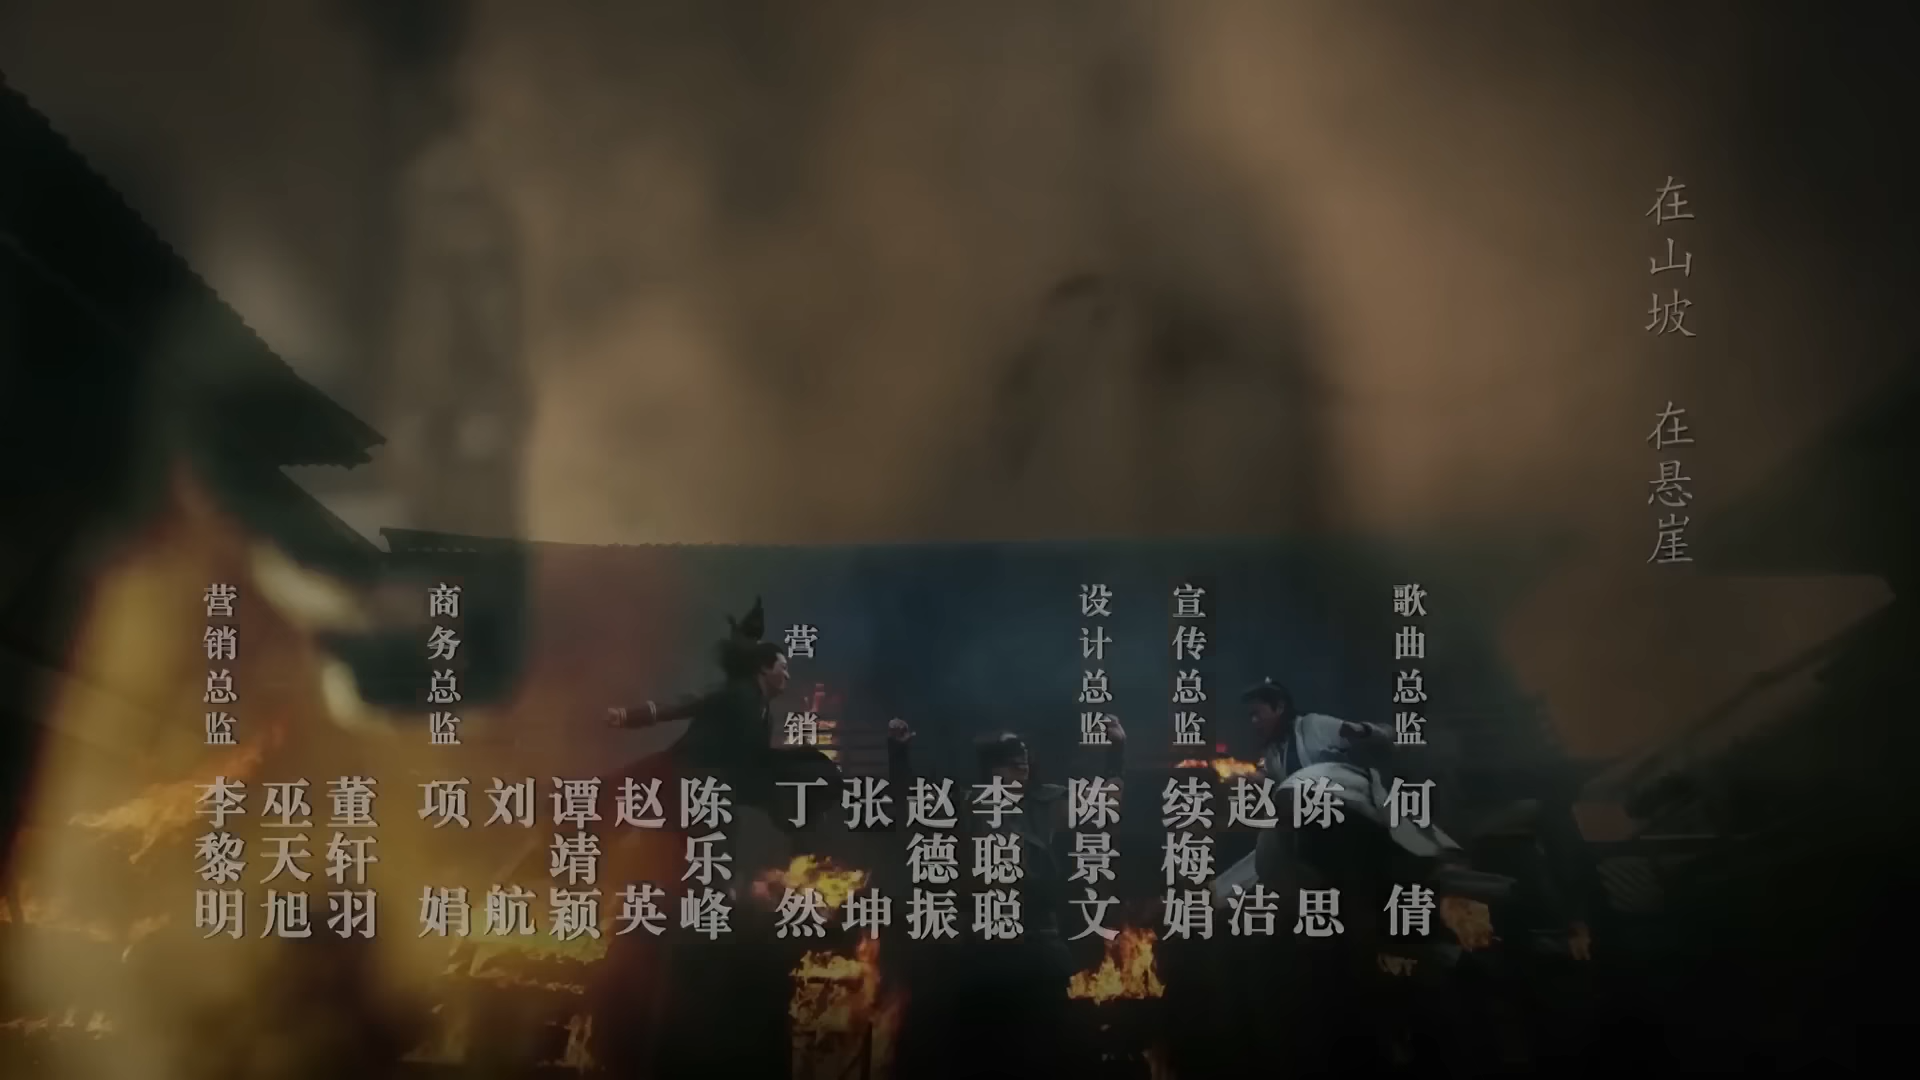 在山坡 在悬崖
歌曲总监
何倩
宣传总监
陈思
赵洁
续梅娟
设计总监
陈景文
营销
李聪聪
赵德振
张坤
丁然
商务总监
陈乐峰
赵英
谭靖颖
刘航
项娟
营销总监
董轩羽
巫天旭
李黎明